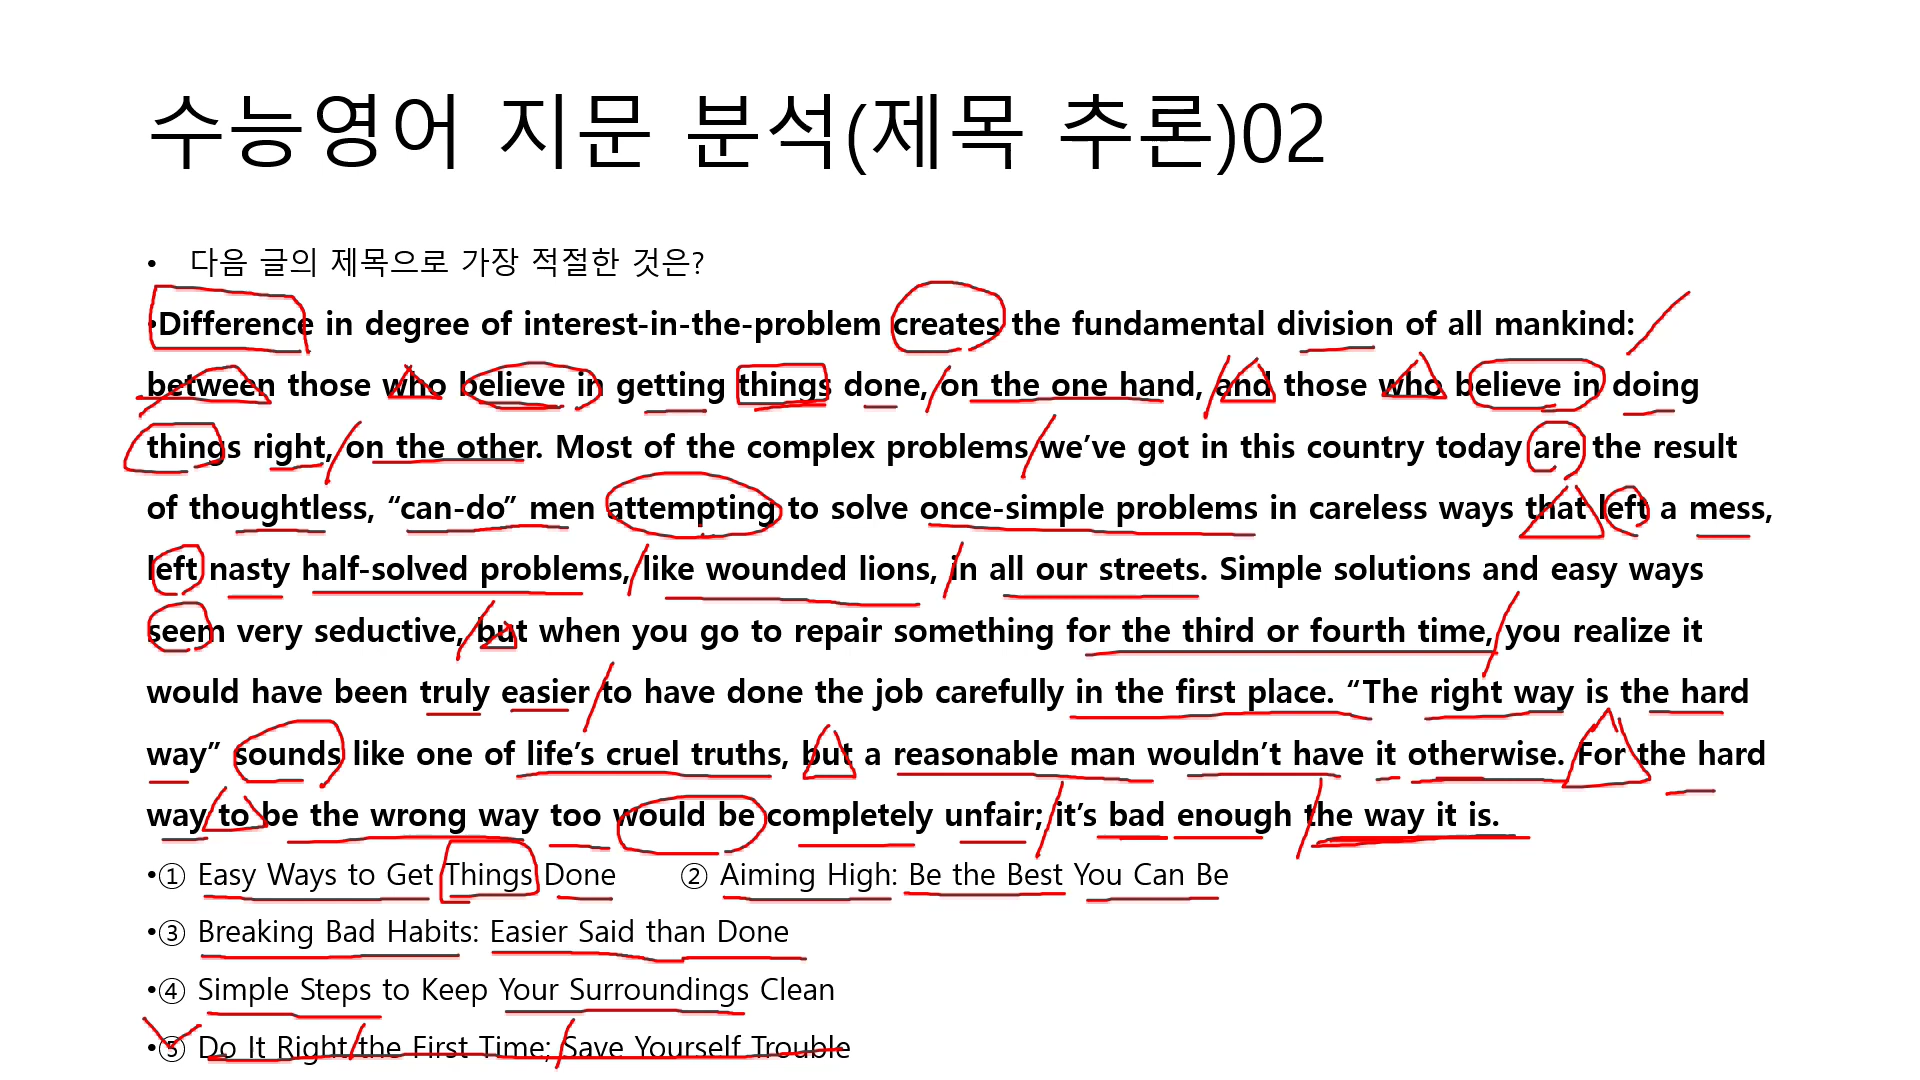 수능영어 지문 분석(제목 추론)02
• 다음 글의 제목으로 가장 적절한 것은?
•Difference in degree of interest-in-the-problem creates the fundamental division of all mankind:
between those who believe in getting things done, on the one hand, and those who believe in doing
things right, on the other. Most of the complex problems we’ve got in this country today are the result
of thoughtless, “can-do” men attempting to solve once-simple problems in careless ways that left a mess,
left nasty half-solved problems, like wounded lions, in all our streets. Simple solutions and easy ways
seem very seductive, but when you go to repair something for the third or fourth time, you realize it
would have been truly easier to have done the job carefully in the first place. “The right way is the hard
way” sounds like one of life’s cruel truths, but a reasonable man wouldn’t have it otherwise. For the hard
way to be the wrong way too would be completely unfair; it’s bad enough the way it is.
•① Easy Ways to Get Things Done ② Aiming High: Be the Best You Can Be
•③ Breaking Bad Habits: Easier Said than Done
•④ Simple Steps to Keep Your Surroundings Clean
•⑤ Do It Right the First Time; Save Yourself Trouble